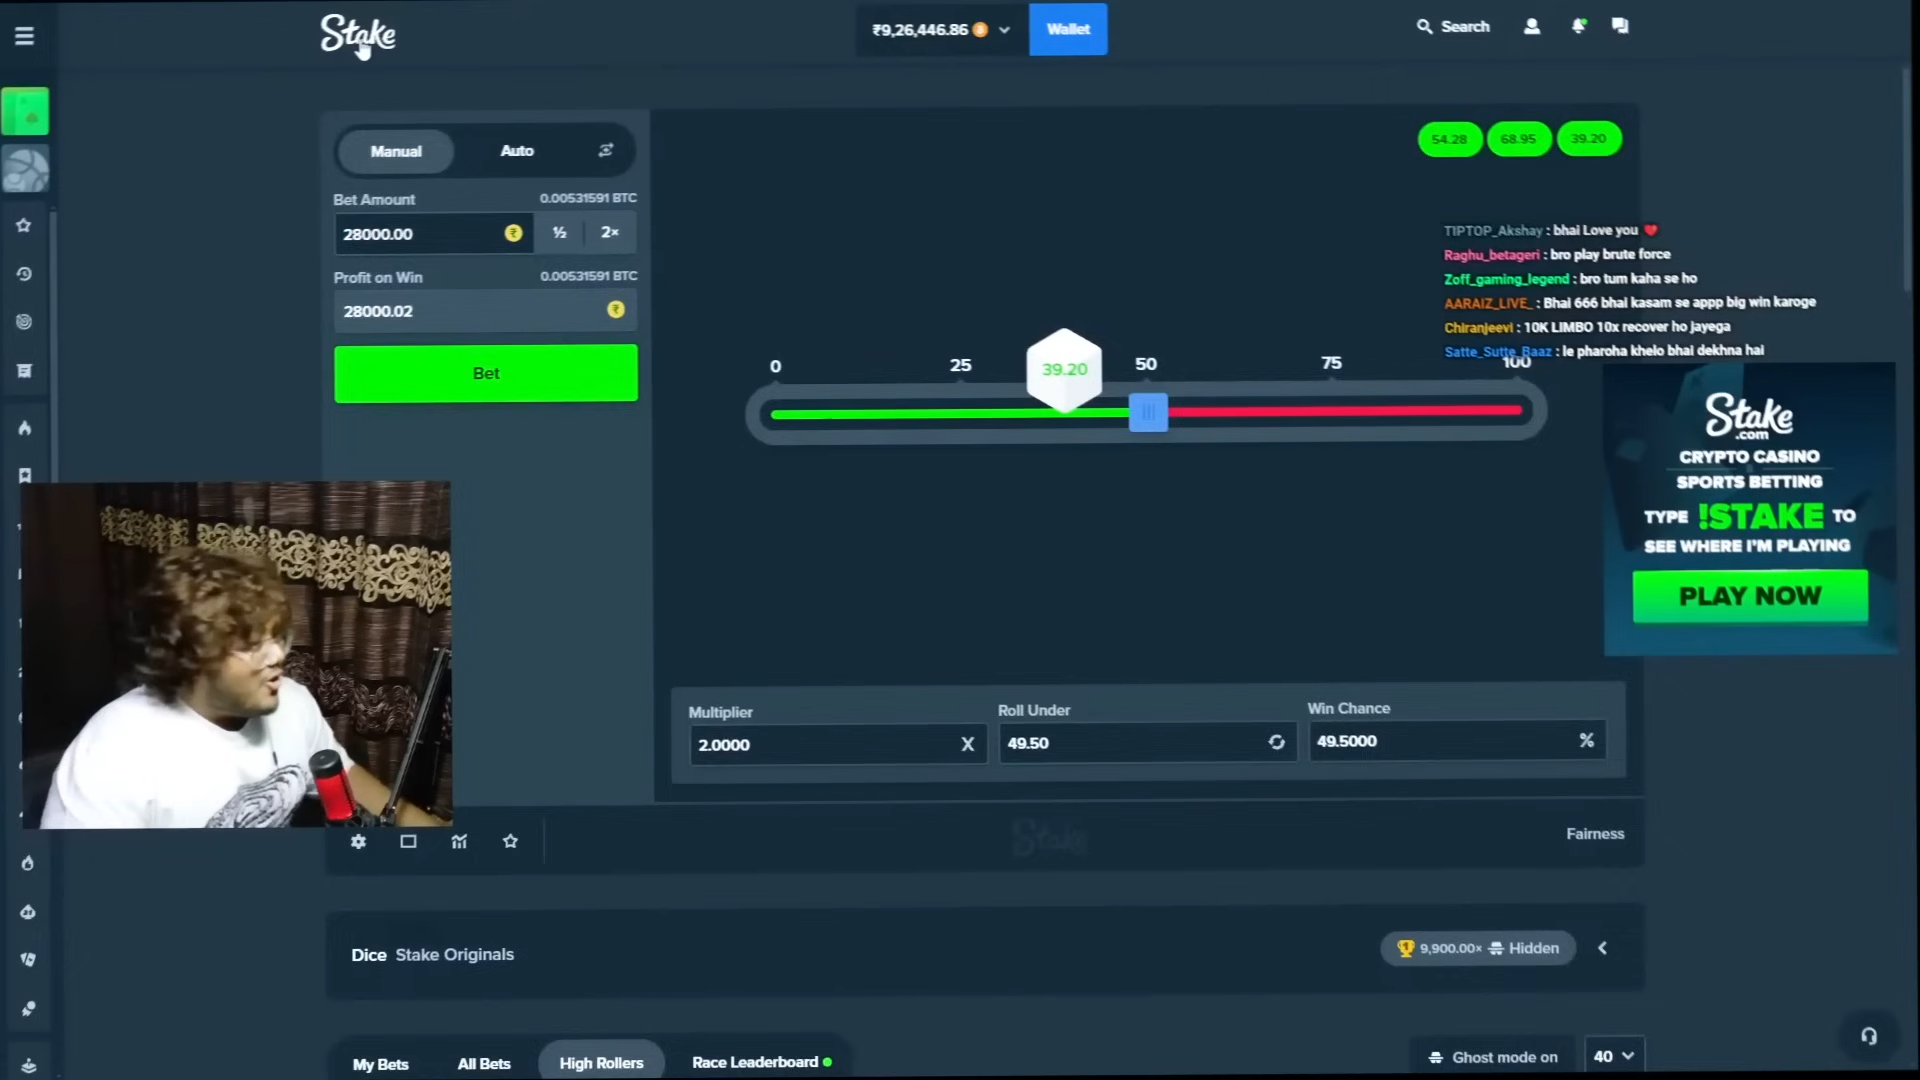 Stake
₹9,26,446.86
Wallet
Search
Manual
Auto
54.28
68.95
39.20
Bet Amount
0.00531591 BTC
28000.00
½
2×
Profit on Win
0.00531591 BTC
28000.02
Bet
TIPTOP_Akshay : bhai Love you ❤
Raghu_betageri : bro play brute force
Zoff_gaming_legend : bro tum kaha se ho
AARAIZ_LIVE_ : Bhai 666 bhai kasam se appp big win karoge
Chiranjeevi : 10K LIMBO 10x recover ho jayega
Satte_Sutte_Baaz : le pharoha khelo bhai dekhna hai
0
25
39.20
50
75
100
Stake
.com
CRYPTO CASINO
SPORTS BETTING
TYPE !STAKE TO
SEE WHERE I'M PLAYING
PLAY NOW
Multiplier
Roll Under
Win Chance
2.0000
X
49.50
49.5000
%
Stake
Fairness
Dice Stake Originals
9,900.00×
Hidden
My Bets
All Bets
High Rollers
Race Leaderboard
Ghost mode on
40